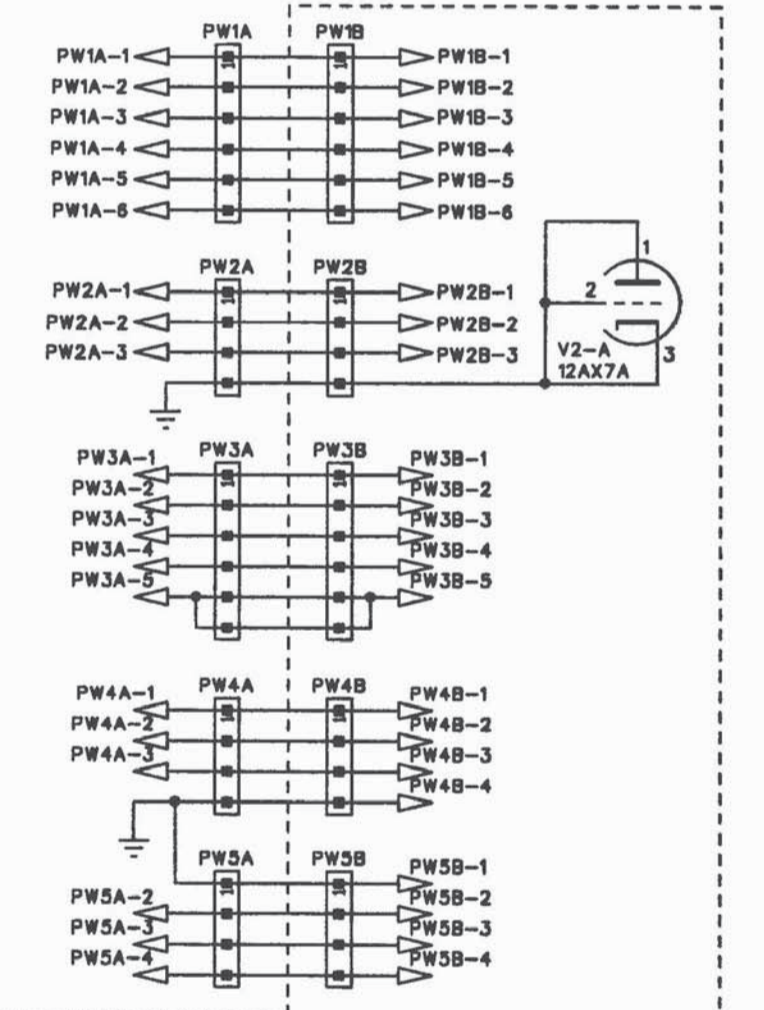 PW1A PW1B
PW1A-1 PW1B-1
PW1A-2 PW1B-2
PW1A-3 PW1B-3
PW1A-4 PW1B-4
PW1A-5 PW1B-5
PW1A-6 PW1B-6
1
PW2A PW2B
PW2A-1 PW2B-1 2
PW2A-2 PW2B-2
PW2A-3 PW2B-3 V2-A 3
12AX7A
PW3A PW3B
PW3A-1 PW3B-1
PW3A-2 PW3B-2
PW3A-3 PW3B-3
PW3A-4 PW3B-4
PW3A-5 PW3B-5
PW4A PW4B
PW4A-1 PW4B-1
PW4A-2 PW4B-2
PW4A-3 PW4B-3
PW4B-4
PW5A PW5B
PW5B-1
PW5A-2 PW5B-2
PW5A-3 PW5B-3
PW5A-4 PW5B-4